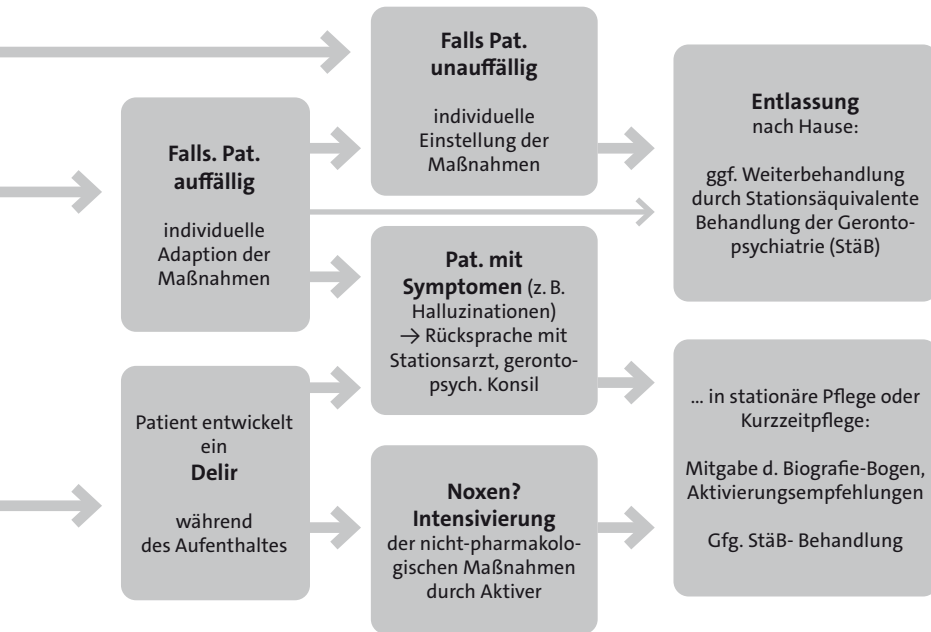 Falls. Pat.
auffällig
individuelle
Adaption der
Maßnahmen
Patient entwickelt
ein
Delir
während
des Aufenthaltes
Falls Pat.
unauffällig
individuelle
Einstellung der
Maßnahmen
Pat. mit
Symptomen (z. B.
Halluzinationen)
→ Rücksprache mit
Stationsarzt, geronto-
psych. Konsil
Noxen?
Intensivierung
der nicht-pharmakolo-
gischen Maßnahmen
durch Aktiver
Entlassung
nach Hause:
ggf. Weiterbehandlung
durch Stationsäquivalente
Behandlung der Geronto-
psychiatrie (StäB)
... in stationäre Pflege oder
Kurzzeitpflege:
Mitgabe d. Biografie-Bogen,
Aktivierungsempfehlungen
Gfg. StäB- Behandlung